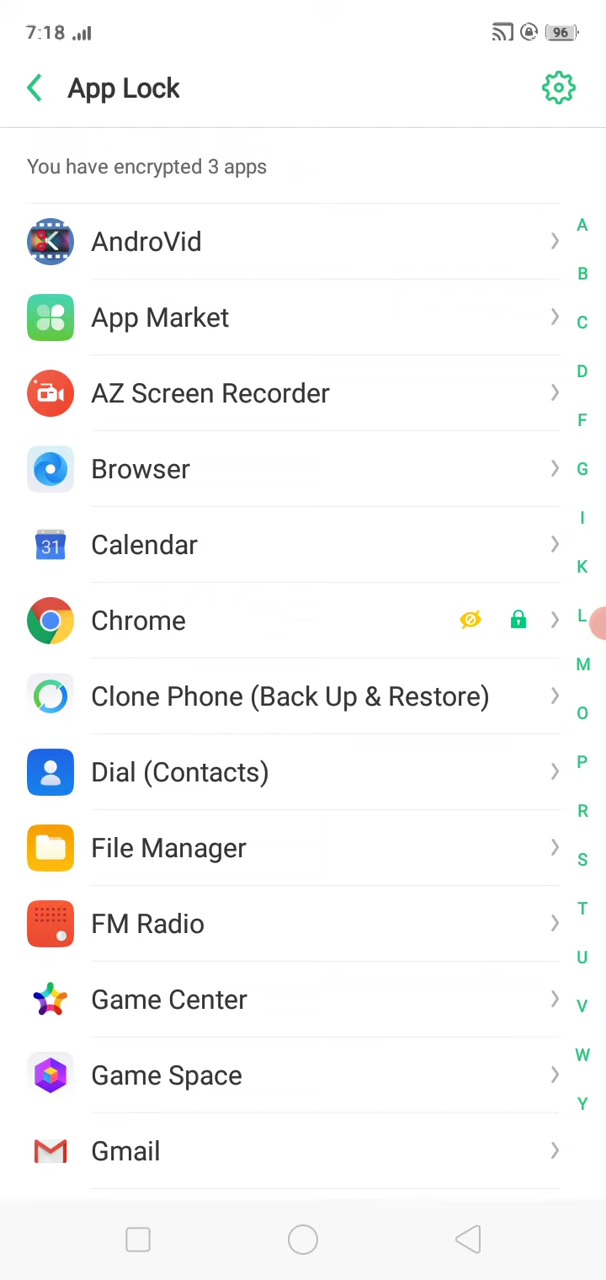 7:18 96
App Lock
You have encrypted 3 apps
AndroVid
App Market
AZ Screen Recorder
Browser
31 Calendar
Chrome
Clone Phone (Back Up & Restore)
Dial (Contacts)
File Manager
FM Radio
Game Center
Game Space
Gmail
A
B
C
D
F
G
I
K
L
M
O
P
R
S
T
U
V
W
Y